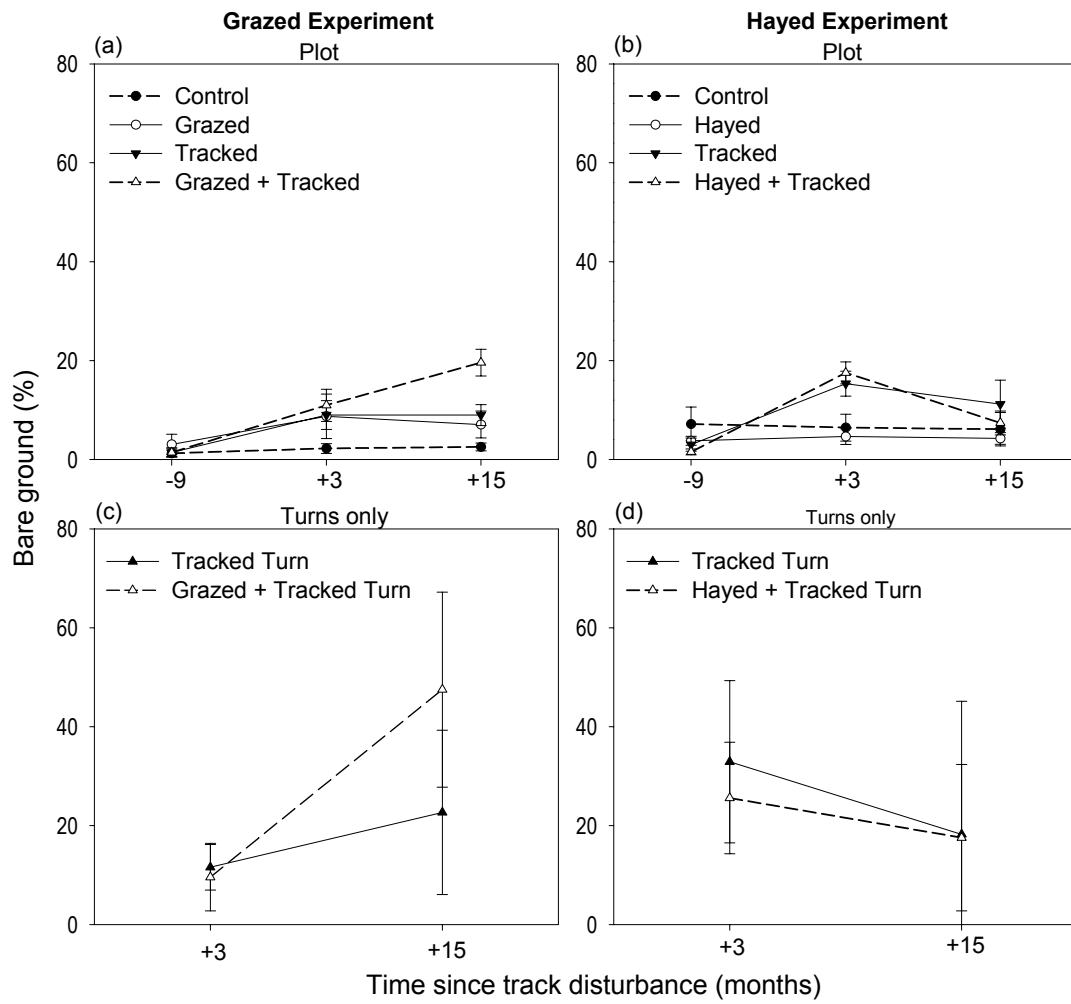 Grazed Experiment
Hayed Experiment
(a)
Plot
80
Control
Grazed
Tracked
Grazed + Tracked
60
40
20
0
-9
+3
+15
(b)
Plot
80
Control
Hayed
Tracked
Hayed + Tracked
60
40
20
0
-9
+3
+15
Bare ground (%)
(c)
Turns only
80
Tracked Turn
Grazed + Tracked Turn
60
40
20
0
+3
+15
(d)
Turns only
80
Tracked Turn
Hayed + Tracked Turn
60
40
20
0
+3
+15
Time since track disturbance (months)